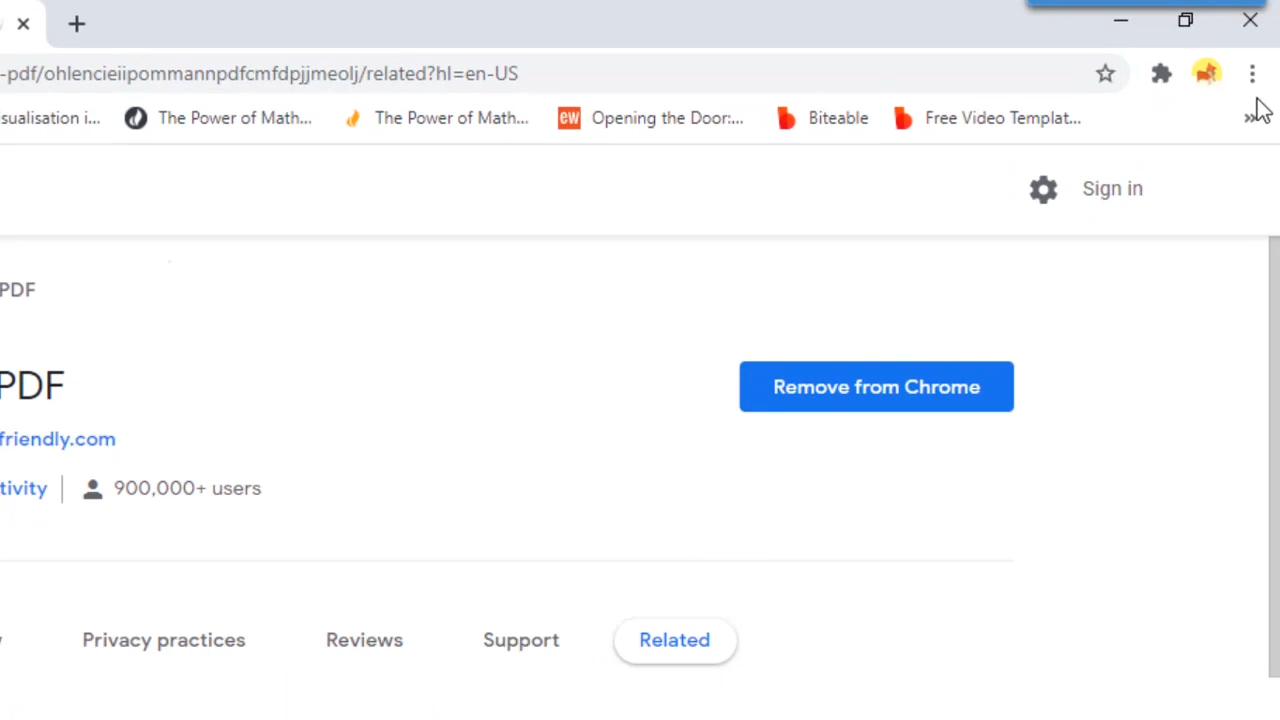 -pdf/ohlencieiipommannpdfcmfdpjjmeolj/related?hl=en-US
sualisation i... The Power of Math... The Power of Math... ew Opening the Door:... Biteable Free Video Templat... »
Sign in
PDF
PDF
Remove from Chrome
friendly.com
tivity 900,000+ users
Privacy practices Reviews Support Related